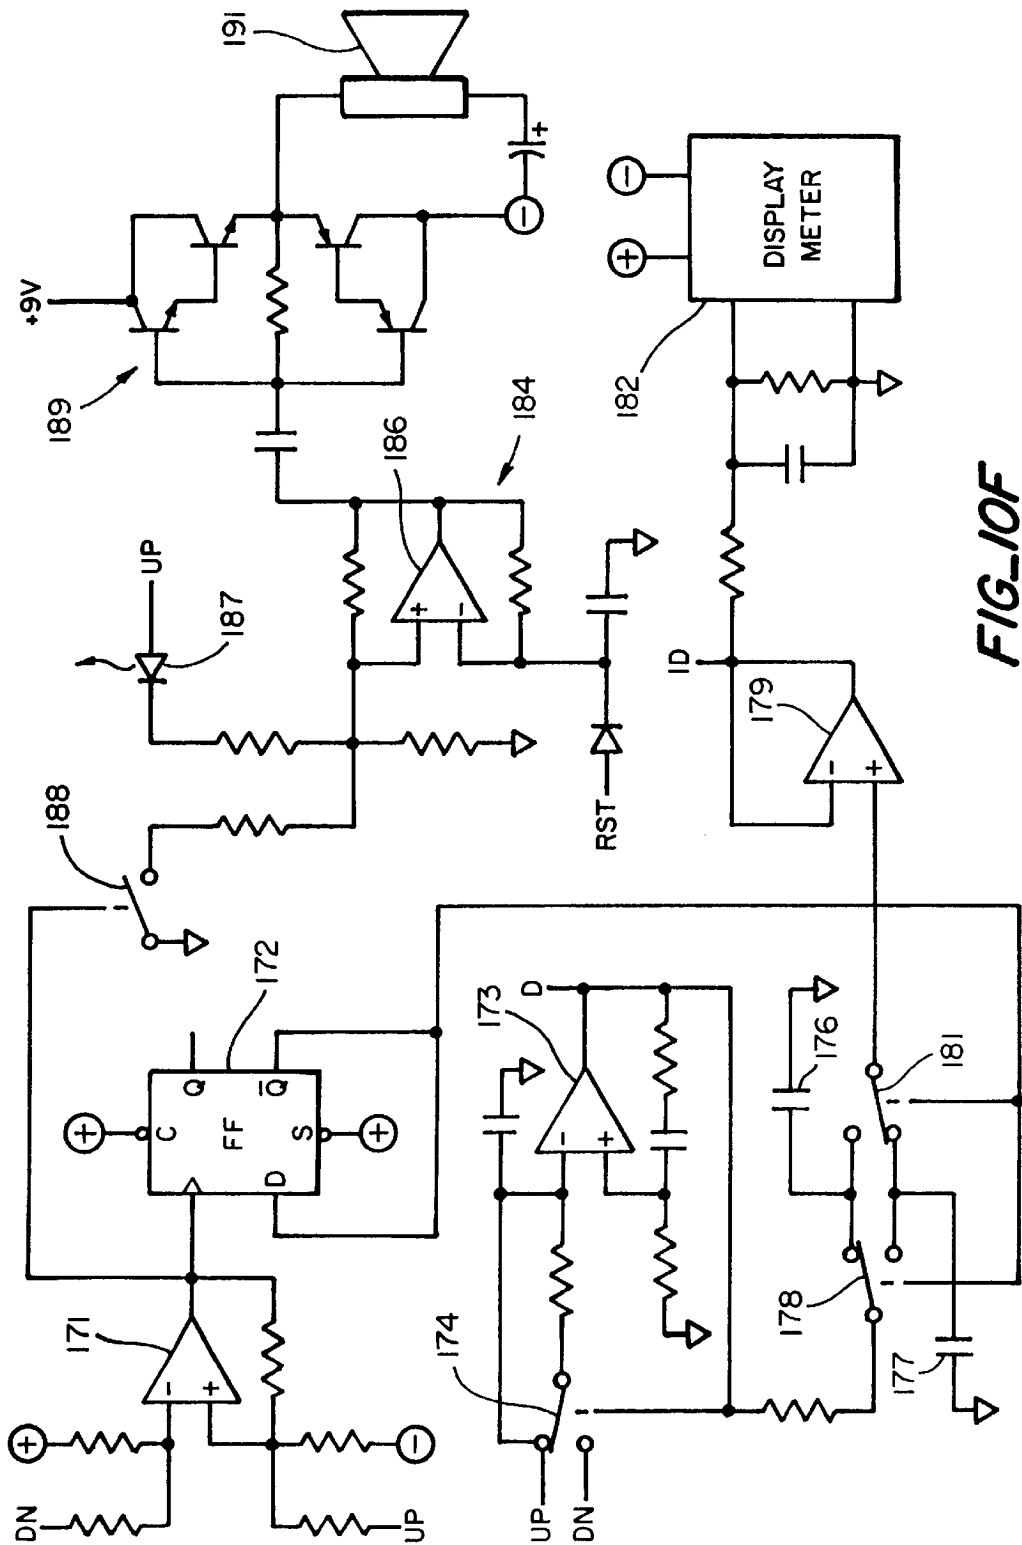 191
+9V
189
186
184
UP
187
188
RST
DN
+
171
-
+
UP
-
+
C
Q
172
FF
D
S
Q̅
+
-
+
-
+
182
-
+
DISPLAY
METER
ID
179
-
+
D
173
-
+
174
UP
DN
176
181
178
177
FIG_10F